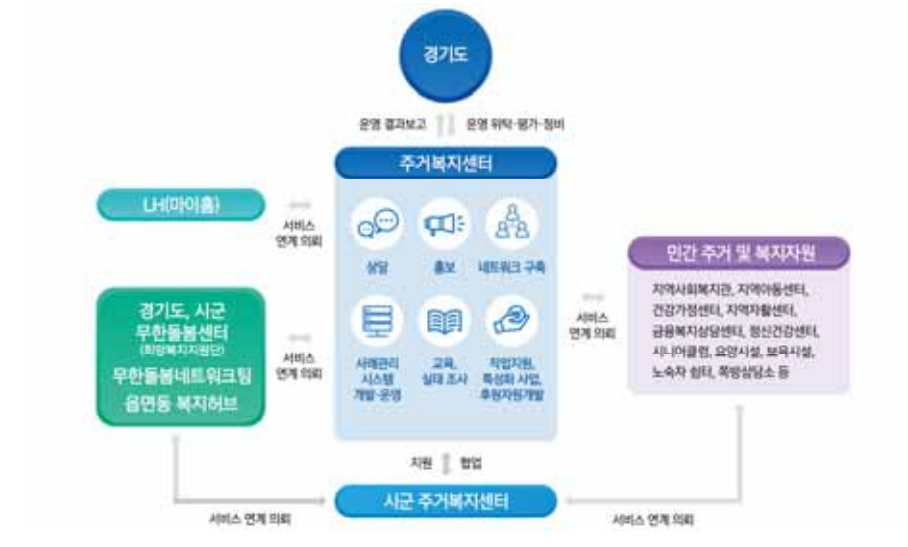 경기도
운영 결과보고
운영 위탁·평가·정비
주거복지센터
LH(마이홈)
서비스
연계 의뢰
상담
홍보
네트워크 구축
민간 주거 및 복지자원
지역사회복지관, 지역아동센터,
건강가정센터, 지역자활센터,
금융복지상담센터, 정신건강센터,
시니어클럽, 요양시설, 보육시설,
노숙자 쉼터, 쪽방상담소 등
서비스
연계 의뢰
경기도, 시군
무한돌봄센터
(희망복지지원단)
무한돌봄네트워크팀
읍면동 복지허브
서비스
연계 의뢰
사례관리
시스템
개발·운영
교육,
실태 조사
직업지원,
특성화 사업,
후원자원개발
지원
협업
시군 주거복지센터
서비스 연계 의뢰
서비스 연계 의뢰